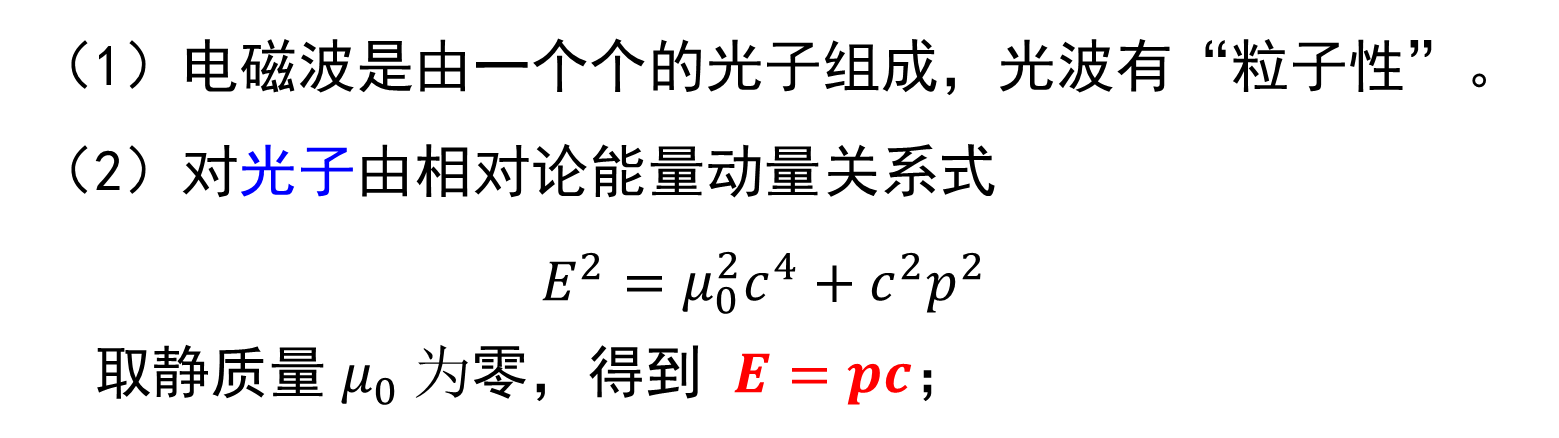 （1）电磁波是由一个个的光子组成，光波有“粒子性”。
（2）对光子由相对论能量动量关系式
E² = μ₀²c⁴ + c²p²
取静质量 μ₀ 为零，得到 E = pc；